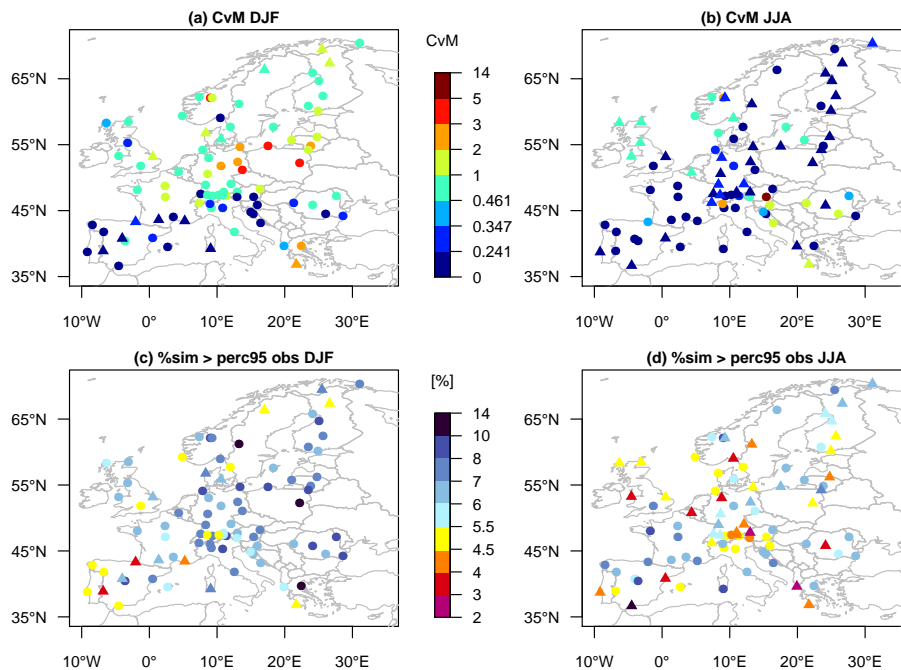 (a) CvM DJF
(b) CvM JJA
CvM
65°N
55°N
45°N
35°N
10°W 0° 10°E 20°E 30°E
14
5
3
2
1
0.461
0.347
0.241
0
65°N
55°N
45°N
35°N
10°W 0° 10°E 20°E 30°E
(c) %sim > perc95 obs DJF
(d) %sim > perc95 obs JJA
[%]
65°N
55°N
45°N
35°N
10°W 0° 10°E 20°E 30°E
14
10
8
7
6
5.5
4.5
4
3
2
65°N
55°N
45°N
35°N
10°W 0° 10°E 20°E 30°E